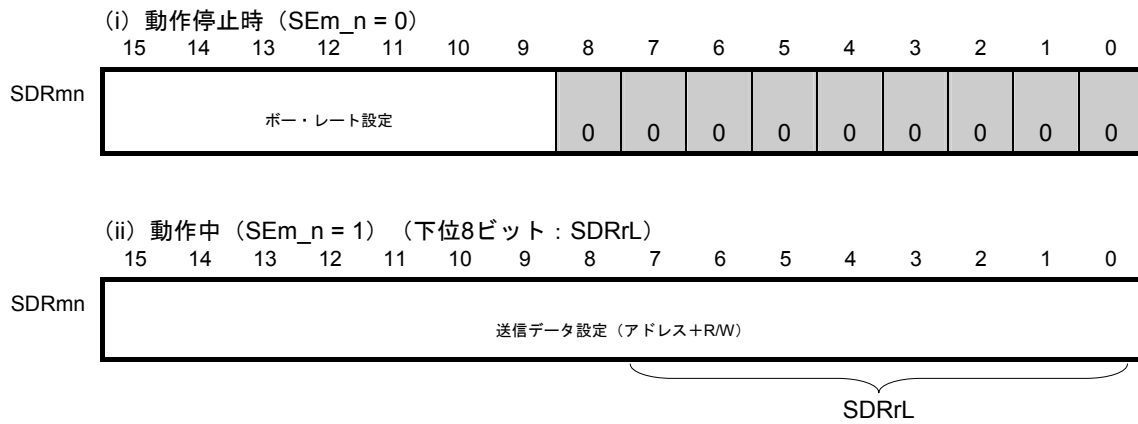 (i) 動作停止時（SEm_n = 0）
15 14 13 12 11 10 9 8 7 6 5 4 3 2 1 0
SDRmn
ボー・レート設定 0 0 0 0 0 0 0 0 0
(ii) 動作中（SEm_n = 1）（下位8ビット：SDRrL）
15 14 13 12 11 10 9 8 7 6 5 4 3 2 1 0
SDRmn
送信データ設定（アドレス＋R/W）
SDRrL